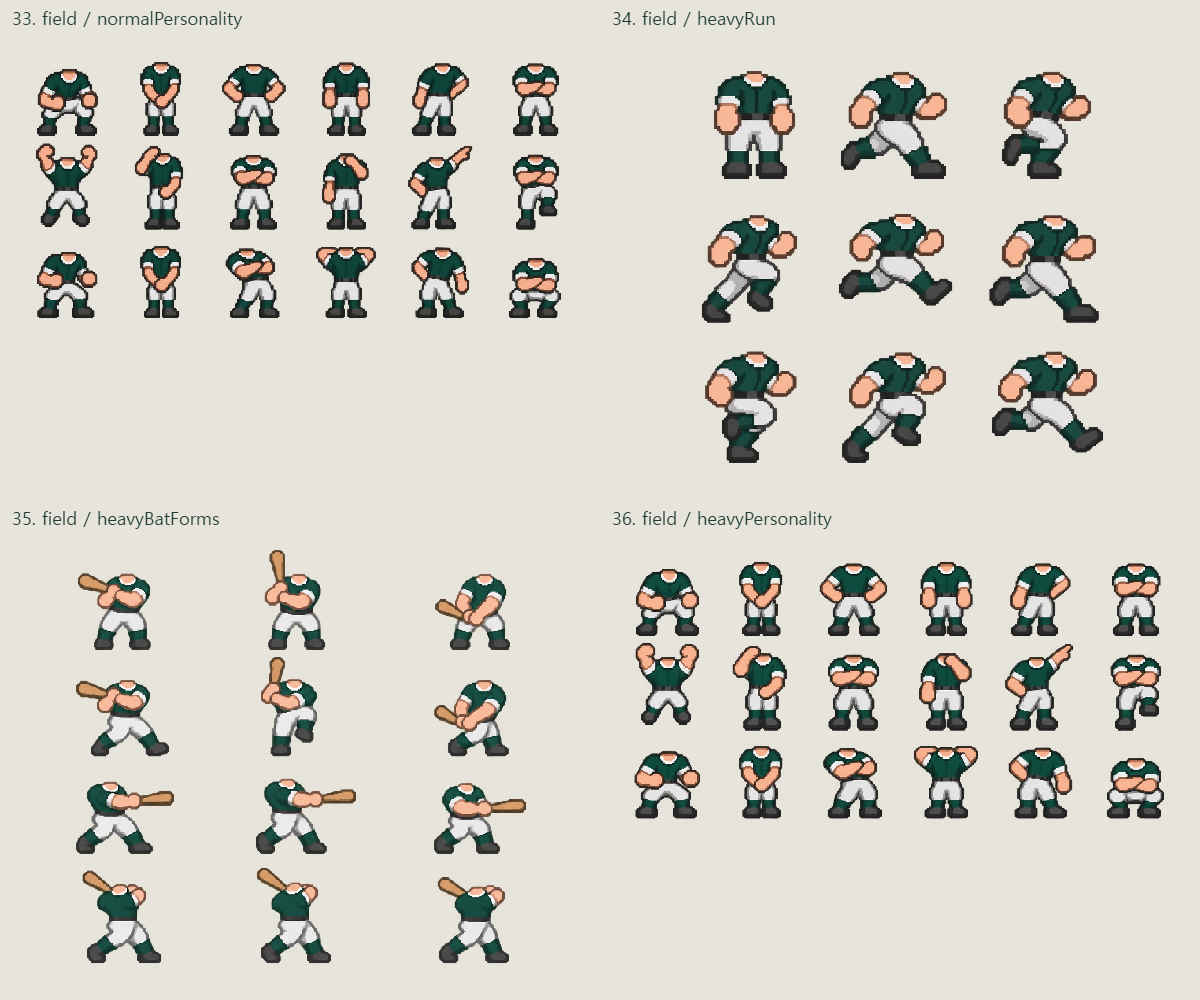 33. field / normalPersonality
34. field / heavyRun
35. field / heavyBatForms
36. field / heavyPersonality